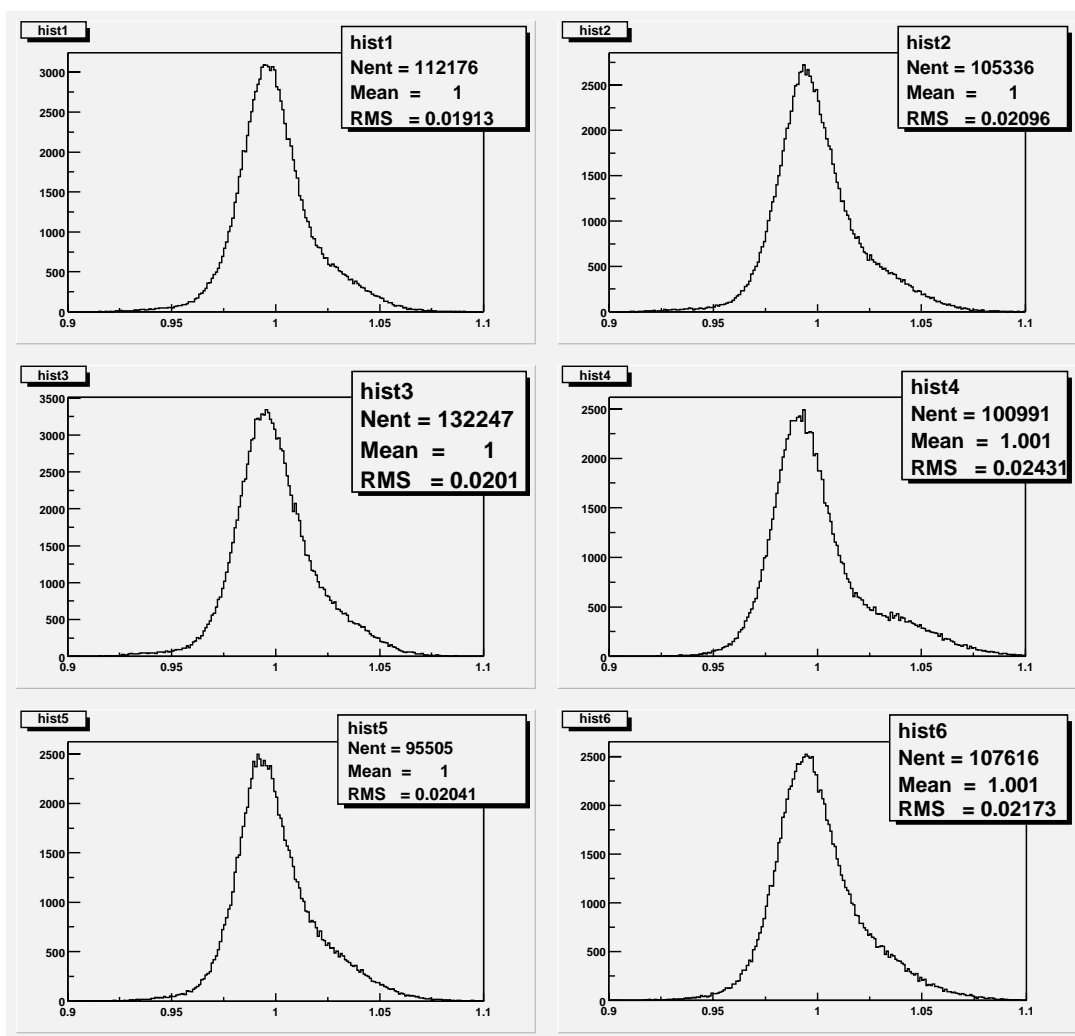 hist1
hist1
Nent = 112176
Mean = 1
RMS = 0.01913
3000
2500
2000
1500
1000
500
0
0.9 0.95 1 1.05 1.1
hist2
hist2
Nent = 105336
Mean = 1
RMS = 0.02096
2500
2000
1500
1000
500
0
0.9 0.95 1 1.05 1.1
hist3
hist3
Nent = 132247
Mean = 1
RMS = 0.0201
3500
3000
2500
2000
1500
1000
500
0
0.9 0.95 1 1.05 1.1
hist4
hist4
Nent = 100991
Mean = 1.001
RMS = 0.02431
2500
2000
1500
1000
500
0
0.9 0.95 1 1.05 1.1
hist5
hist5
Nent = 95505
Mean = 1
RMS = 0.02041
2500
2000
1500
1000
500
0
0.9 0.95 1 1.05 1.1
hist6
hist6
Nent = 107616
Mean = 1.001
RMS = 0.02173
2500
2000
1500
1000
500
0
0.9 0.95 1 1.05 1.1